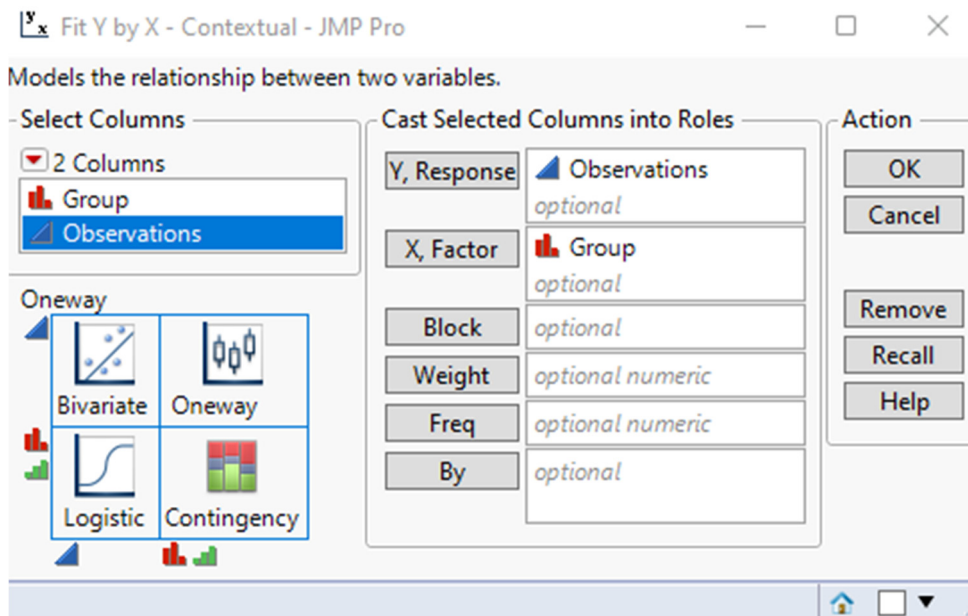 Fit Y by X - Contextual - JMP Pro
Models the relationship between two variables.
Select Columns
2 Columns
Group
Observations
Oneway
Bivariate Oneway
Logistic Contingency
Cast Selected Columns into Roles
Y, Response Observations
optional
X, Factor Group
optional
Block optional
Weight optional numeric
Freq optional numeric
By optional
Action
OK
Cancel
Remove
Recall
Help